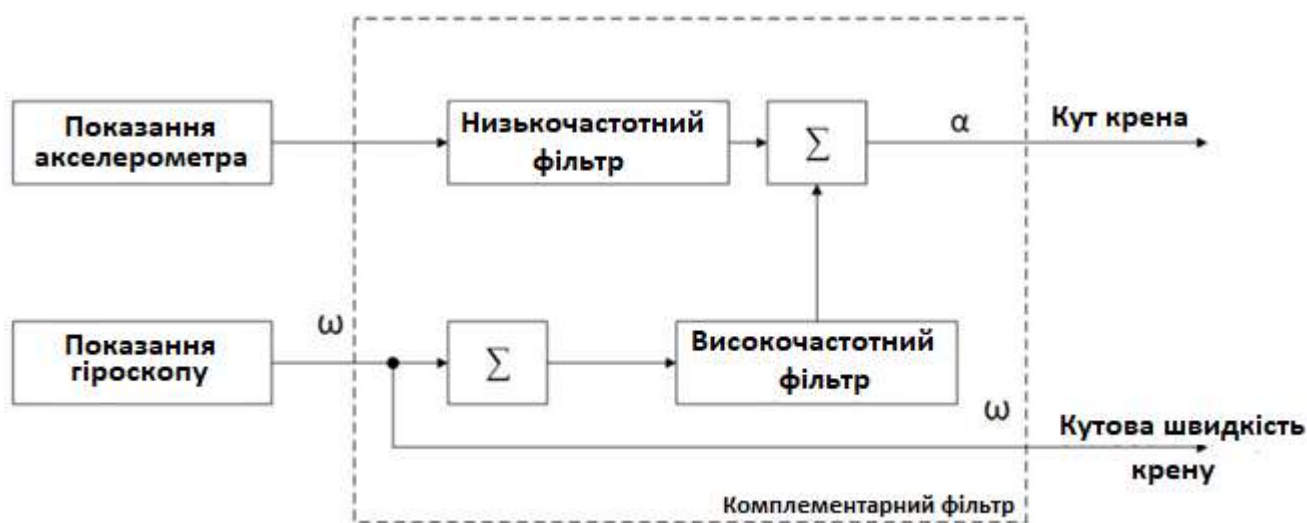 Показання
акселерометра
Низькочастотний
фільтр
Σ
α
Кут крена
Показання
гіроскопу
ω
Σ
Високочастотний
фільтр
ω
Кутова швидкість
крену
Комплементарний фільтр